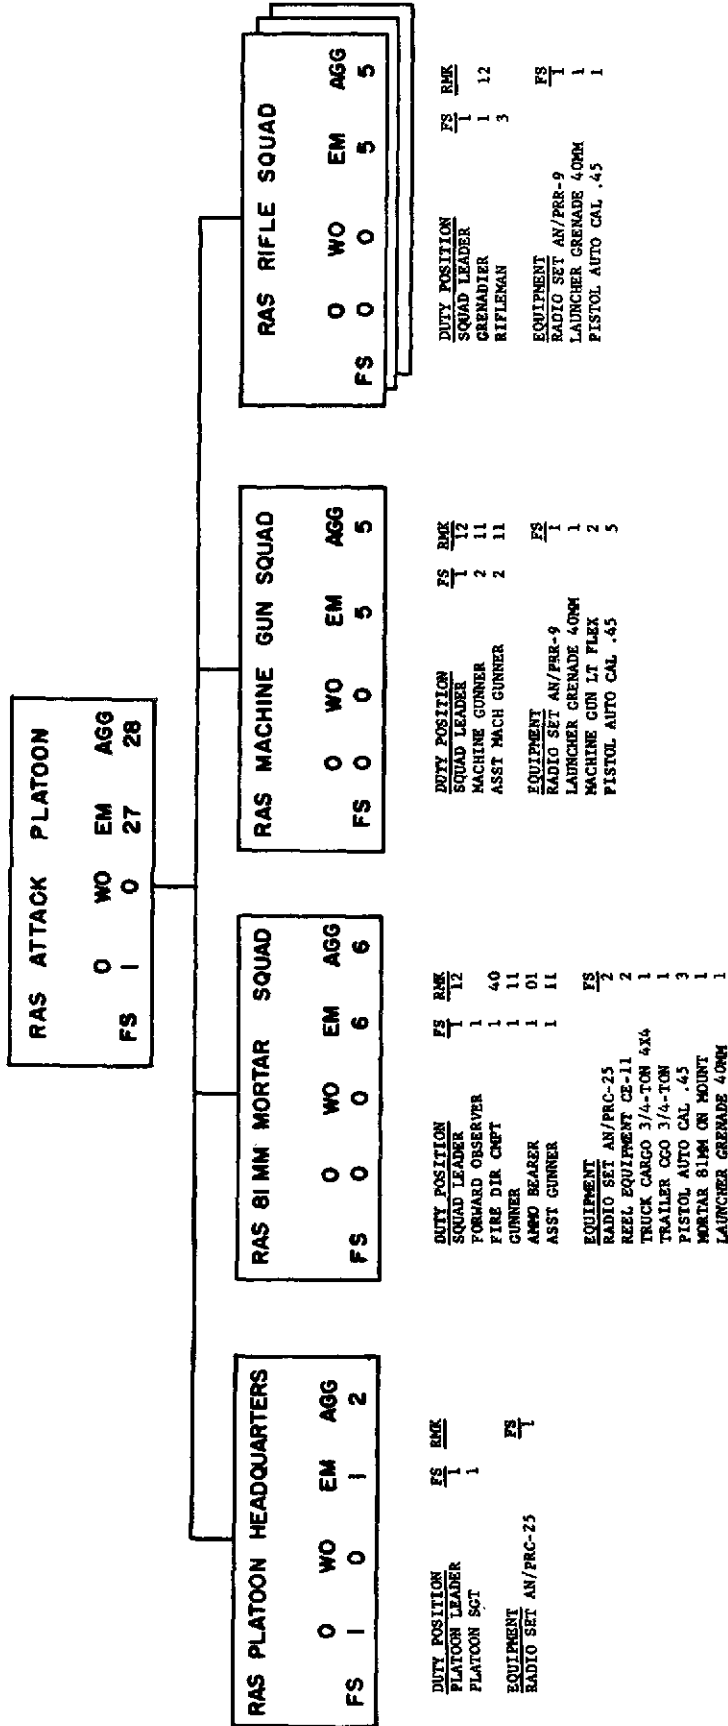 RAS ATTACK PLATOON
O WO EM AGG
FS 1 0 27 28
RAS PLATOON HEADQUARTERS
O WO EM AGG
FS 1 0 1 2
DUTY POSITION FS RMK
PLATOON LEADER 1
PLATOON SGT 1
EQUIPMENT FS
RADIO SET AN/PRC-25 1
RAS 81MM MORTAR SQUAD
O WO EM AGG
FS 0 0 6 6
DUTY POSITION FS RMK
SQUAD LEADER 1 12
FORWARD OBSERVER 1
FIRE DIR CMPT 1 40
GUNNER 1 11
AMMO BEARER 1 01
ASST GUNNER 1 11
EQUIPMENT FS
RADIO SET AN/PRC-25 2
REEL EQUIPMENT CE-11 2
TRUCK CARGO 3/4-TON 4X4 1
TRAILER CGO 3/4-TON 1
PISTOL AUTO CAL .45 3
MORTAR 81MM ON MOUNT 1
LAUNCHER GRENADE 40MM 1
RAS MACHINE GUN SQUAD
O WO EM AGG
FS 0 0 5 5
DUTY POSITION FS RMK
SQUAD LEADER 1 12
MACHINE GUNNER 2 11
ASST MACH GUNNER 2 11
EQUIPMENT FS
RADIO SET AN/PRR-9 1
LAUNCHER GRENADE 40MM 1
MACHINE GUN LT FLEX 2
PISTOL AUTO CAL .45 5
RAS RIFLE SQUAD
O WO EM AGG
FS 0 0 5 5
DUTY POSITION FS RMK
SQUAD LEADER 1
GRENADIER 1 12
RIFLEMAN 3
EQUIPMENT FS
RADIO SET AN/PRR-9 1
LAUNCHER GRENADE 40MM 1
PISTOL AUTO CAL .45 1